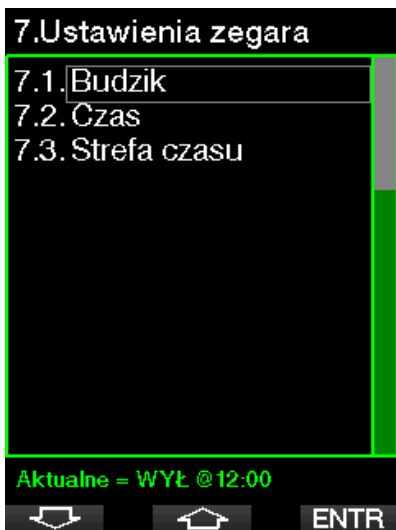 7.Ustawienia zegara
7.1.Budzik
7.2.Czas
7.3.Strefa czasu
Aktualne = WYŁ @12:00
ENTR